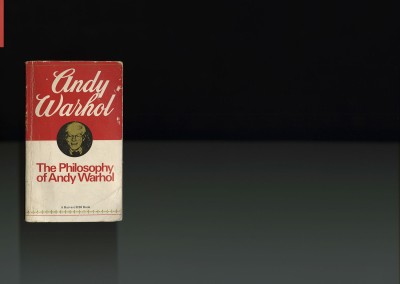 Andy
Warhol
The Philosophy
of Andy Warhol